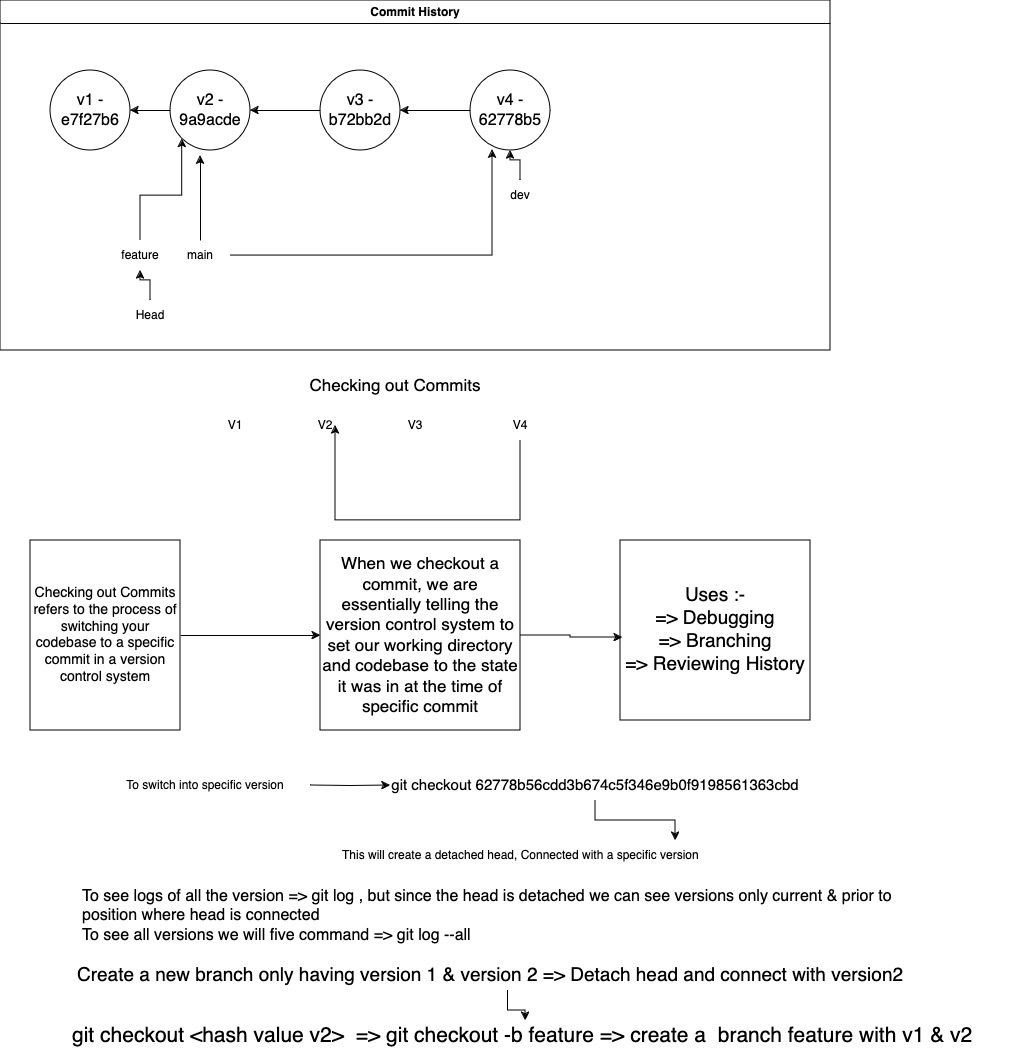 Commit History
v1 -
e7f27b6
v2 -
9a9acde
v3 -
b72bb2d
v4 -
62778b5
dev
feature
main
Head
Checking out Commits
V1
V2
V3
V4
Checking out Commits
refers to the process of
switching your
codebase to a specific
commit in a version
control system
When we checkout a
commit, we are
essentially telling the
version control system to
set our working directory
and codebase to the state
it was in at the time of
specific commit
Uses :-
=> Debugging
=> Branching
=> Reviewing History
To switch into specific version
git checkout 62778b56cdd3b674c5f346e9b0f9198561363cbd
This will create a detached head, Connected with a specific version
To see logs of all the version => git log , but since the head is detached we can see versions only current & prior to
position where head is connected
To see all versions we will five command => git log --all
Create a new branch only having version 1 & version 2 => Detach head and connect with version2
git checkout <hash value v2>  => git checkout -b feature => create a  branch feature with v1 & v2